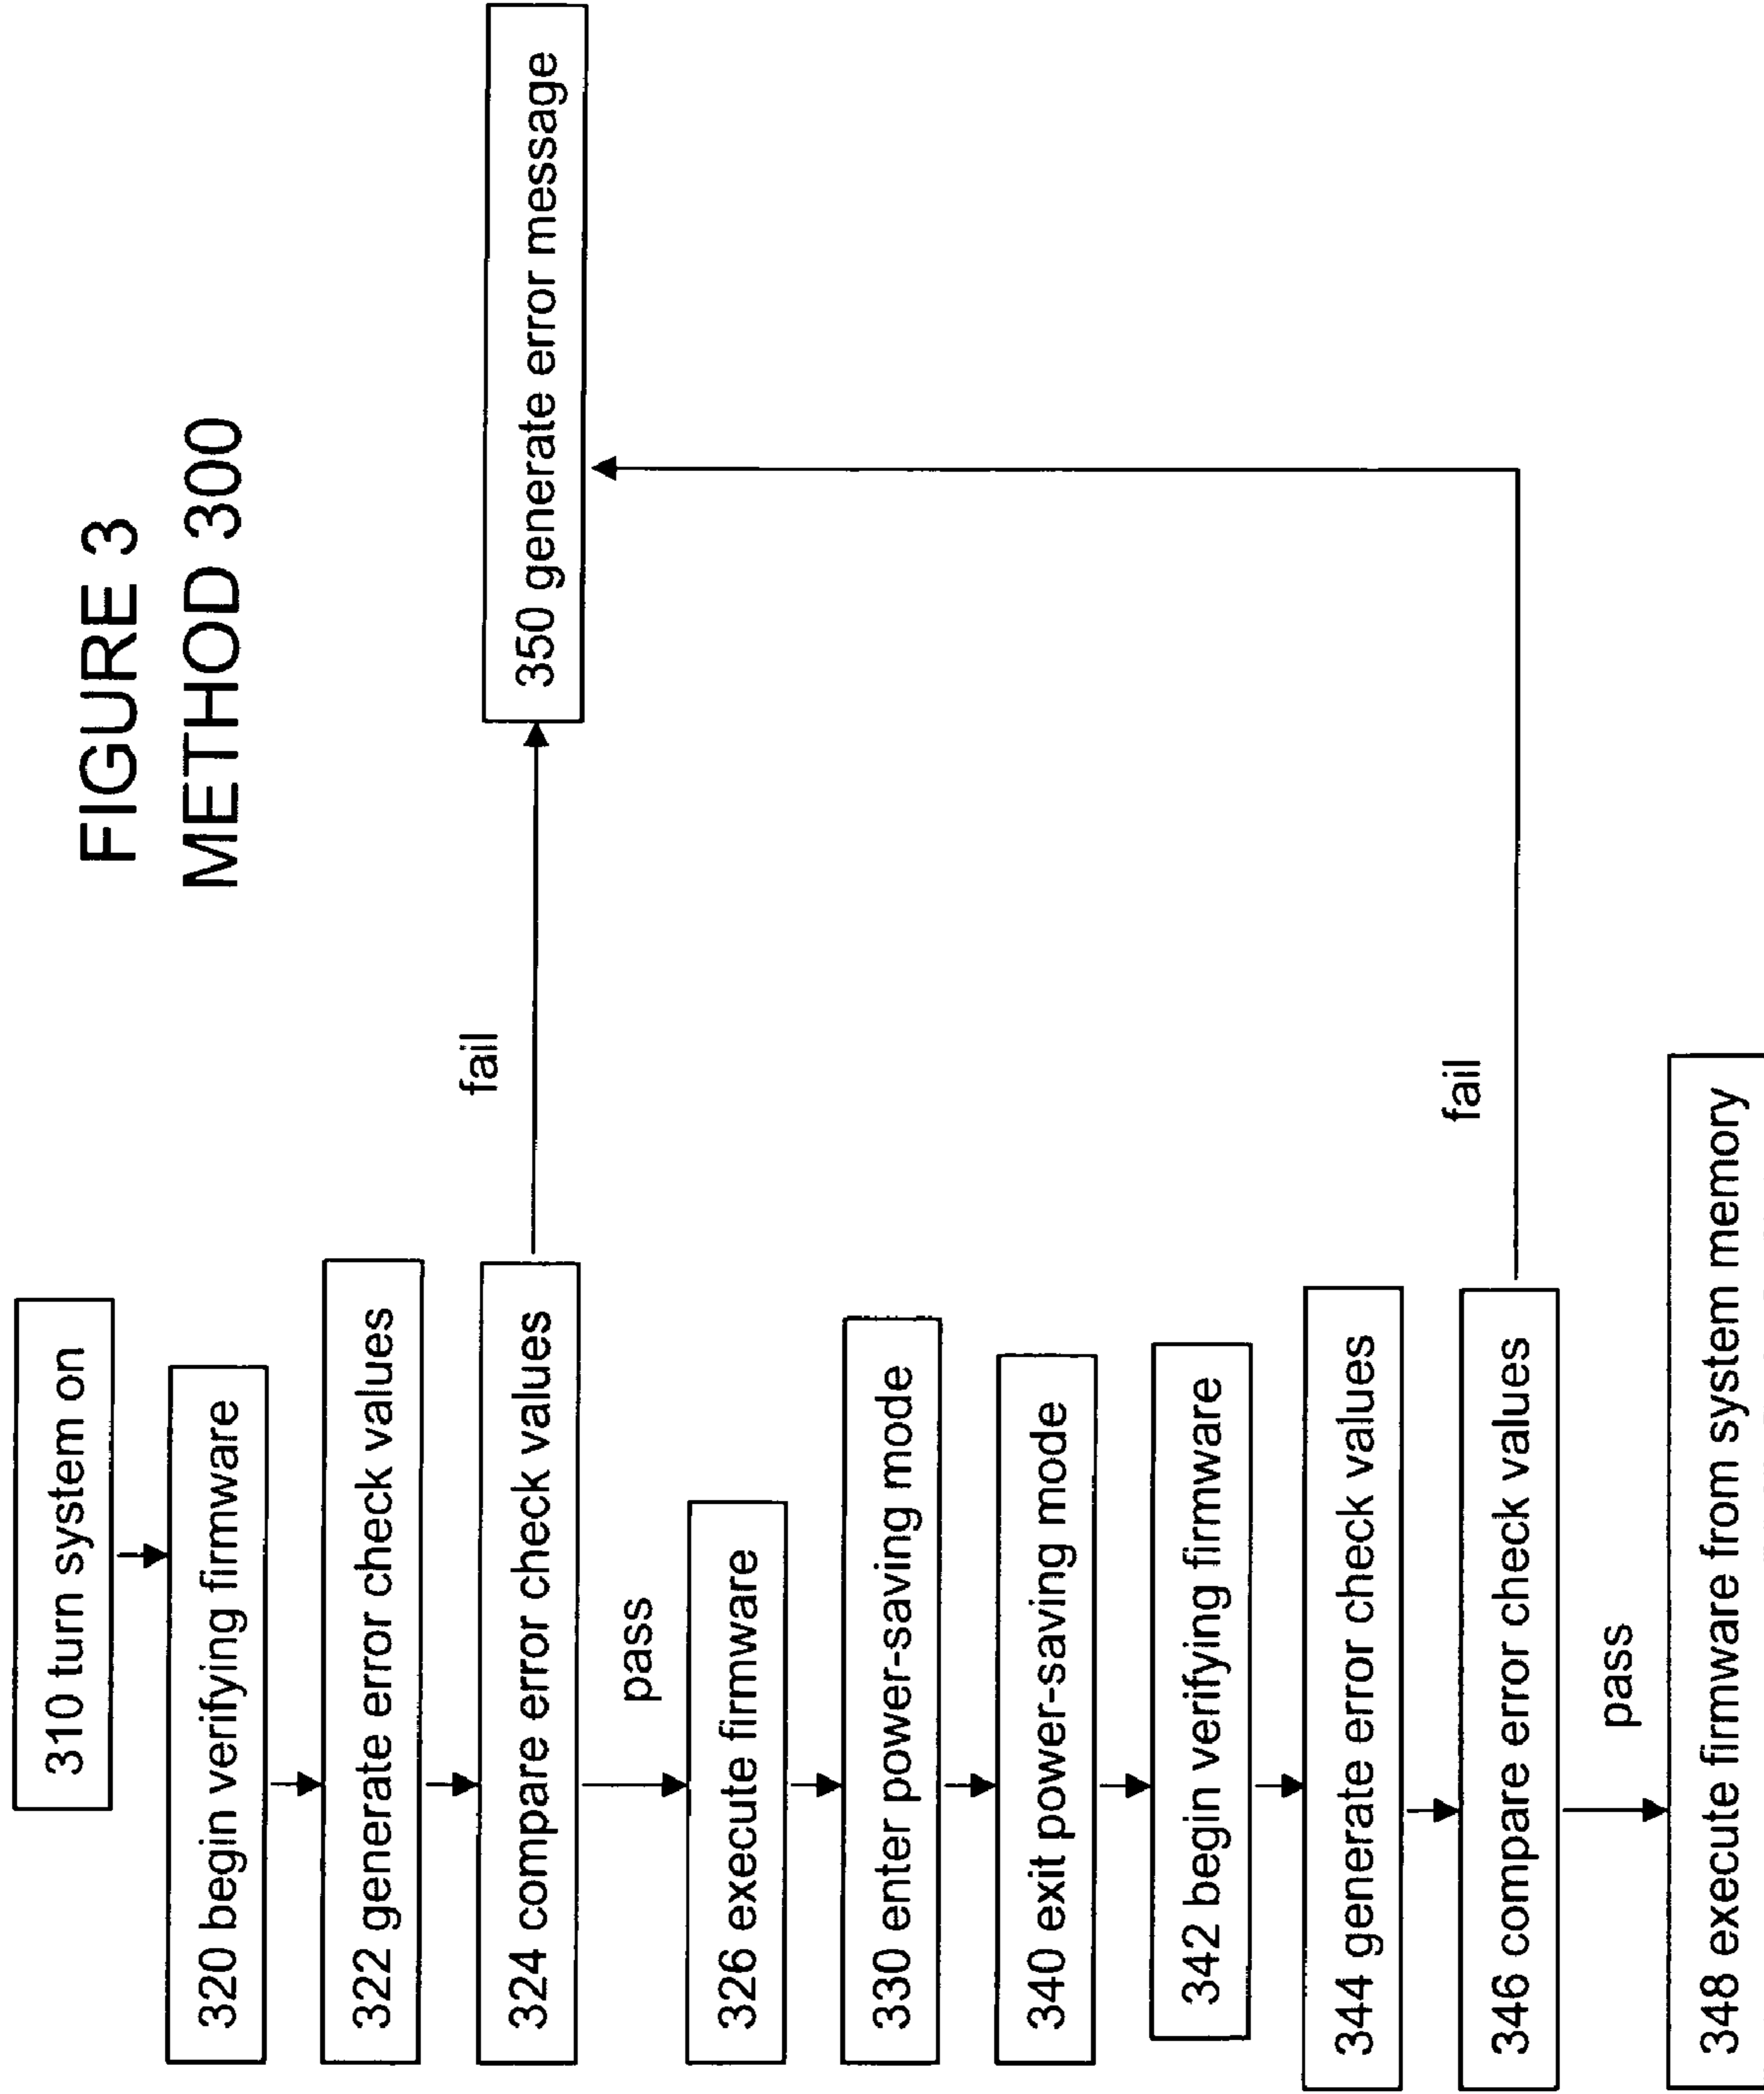 FIGURE 3
METHOD 300
310 turn system on
320 begin verifying firmware
322 generate error check values
324 compare error check values
fail
350 generate error message
pass
326 execute firmware
330 enter power-saving mode
340 exit power-saving mode
342 begin verifying firmware
344 generate error check values
346 compare error check values
fail
pass
348 execute firmware from system memory